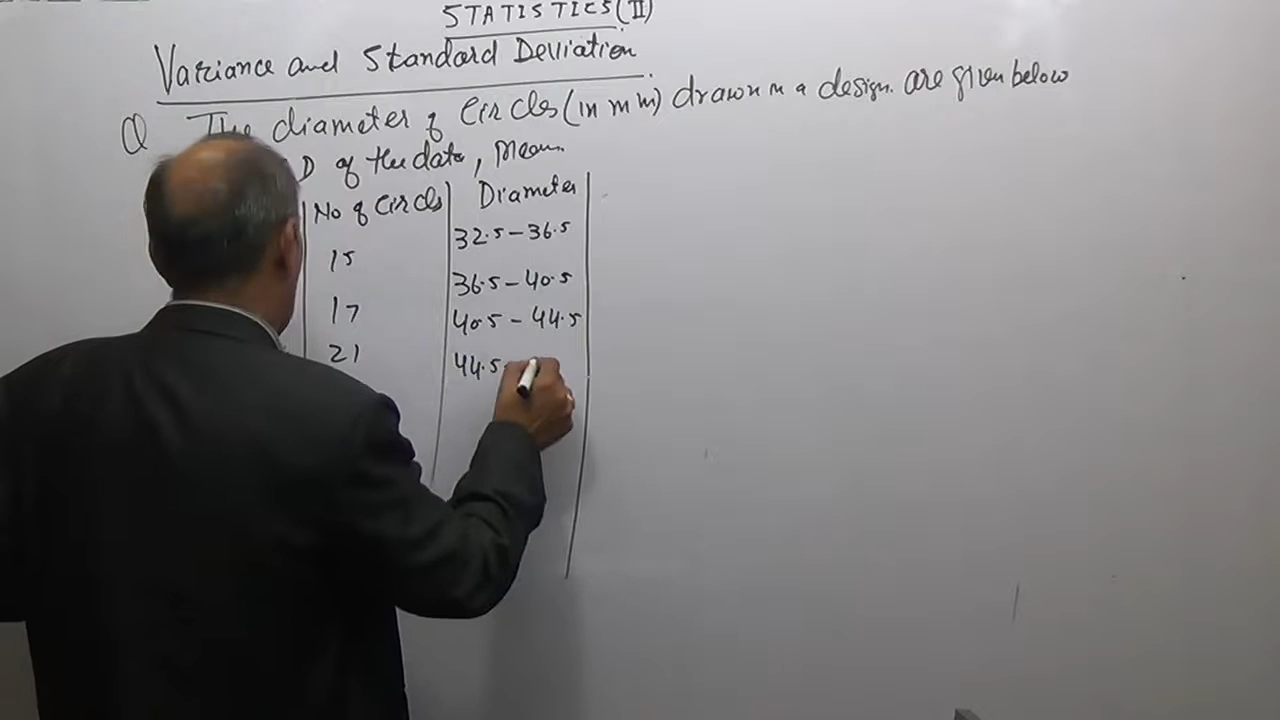 STATISTICS (II)
Variance and Standard Deviation
Q The diameter of circles (in mm) drawn in a design. are given below
D of the data, Mean.
No of Circls Diameter
15 32.5 - 36.5
17 36.5 - 40.5
21 40.5 - 44.5
44.5